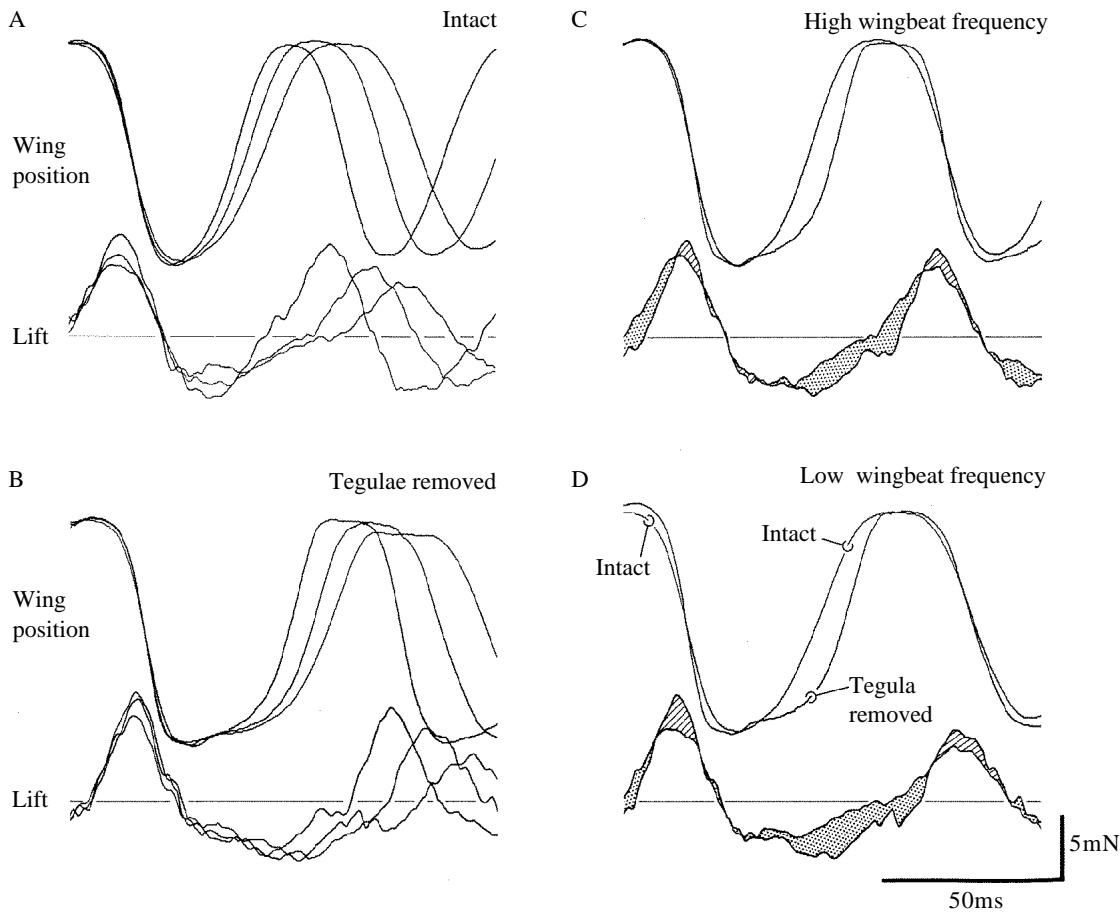 A
Intact
Wing
position
Lift
B
Tegulae removed
Wing
position
Lift
C
High wingbeat frequency
D
Low wingbeat frequency
Intact
Intact
Tegula
removed
5mN
50ms